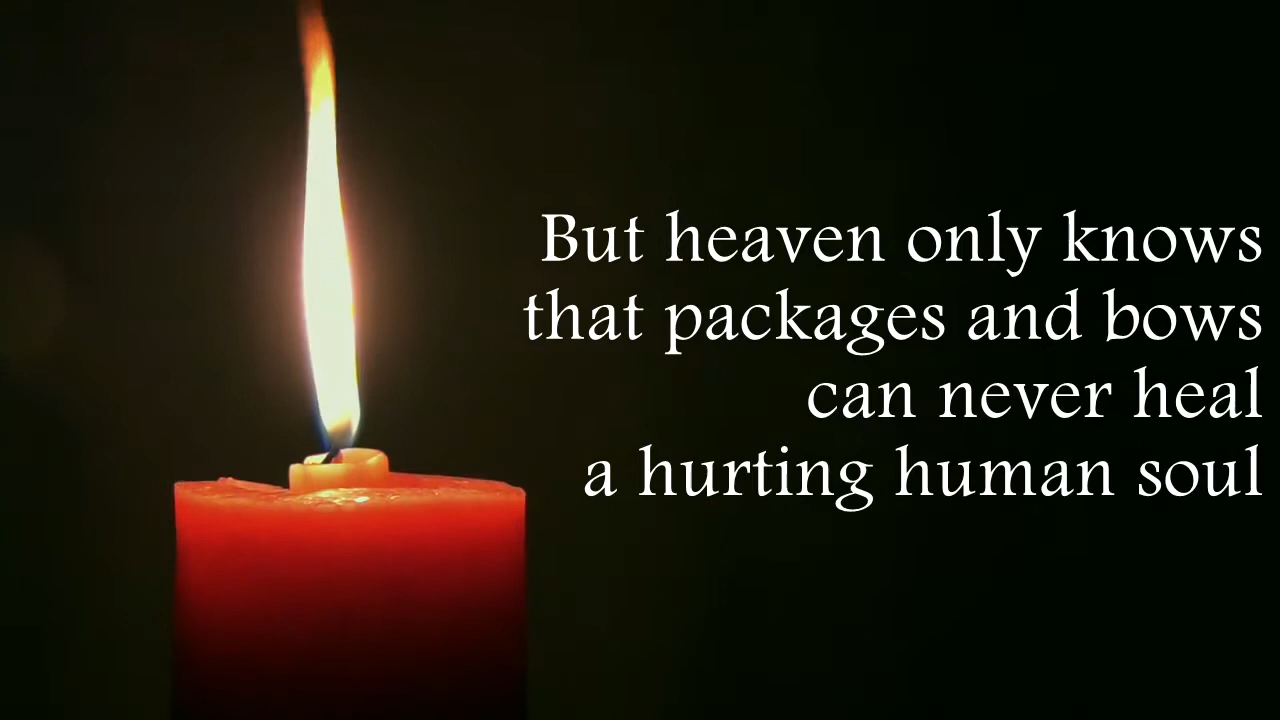 But heaven only knows
that packages and bows
can never heal
a hurting human soul